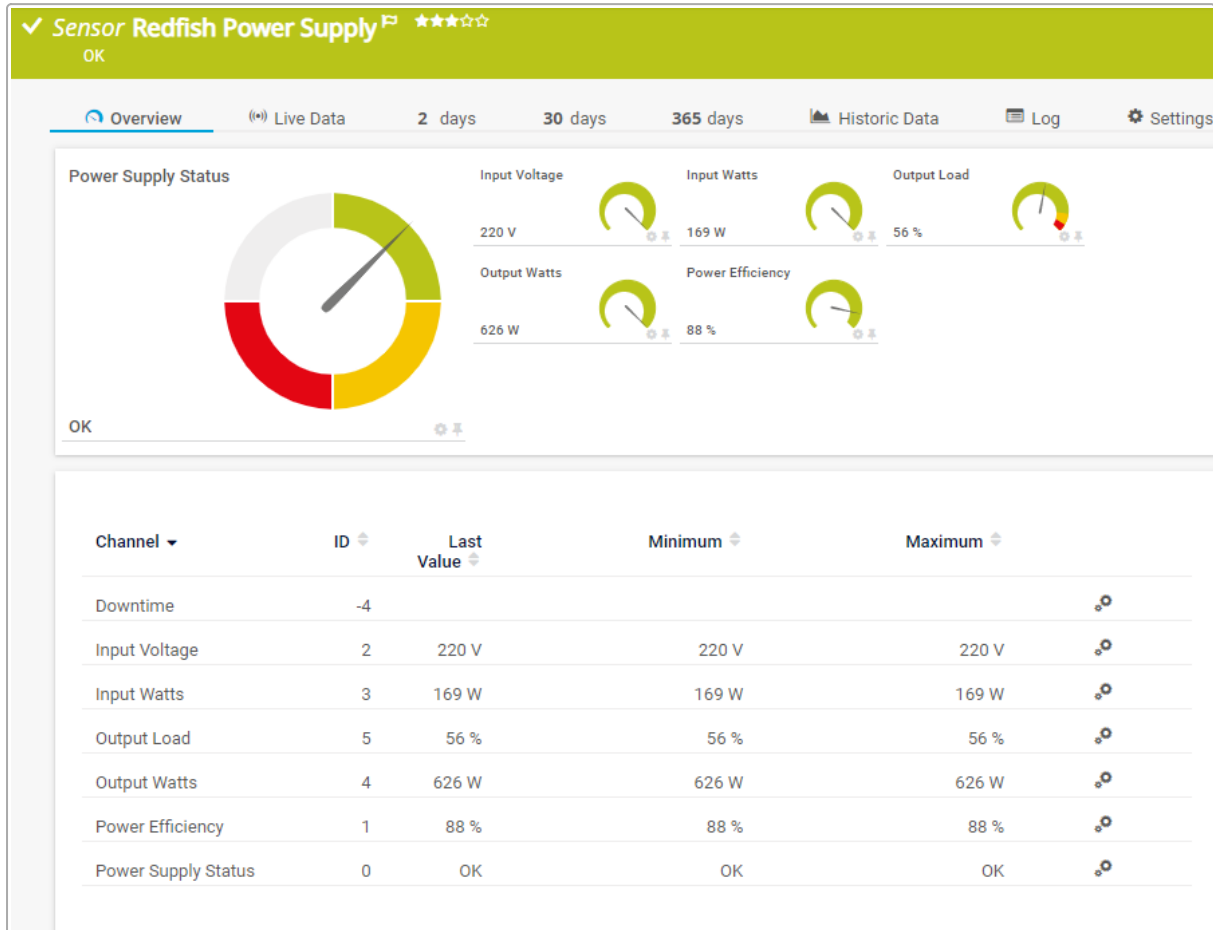 Sensor Redfish Power Supply
OK
Overview Live Data 2 days 30 days 365 days Historic Data Log Settings
Power Supply Status
OK
Input Voltage
220 V
Input Watts
169 W
Output Load
56 %
Output Watts
626 W
Power Efficiency
88 %
Channel ID Last Value Minimum Maximum
Downtime -4
Input Voltage 2 220 V 220 V 220 V
Input Watts 3 169 W 169 W 169 W
Output Load 5 56 % 56 % 56 %
Output Watts 4 626 W 626 W 626 W
Power Efficiency 1 88 % 88 % 88 %
Power Supply Status 0 OK OK OK